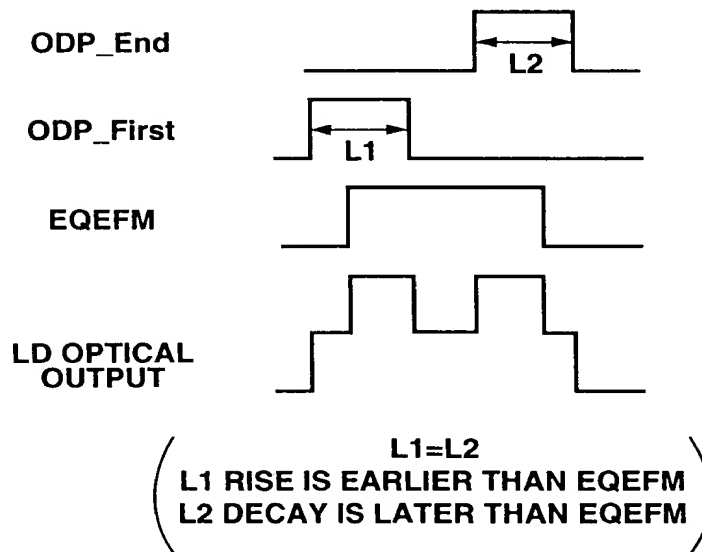 ODP_End
L2
ODP_First
L1
EQEFM
LD OPTICAL
OUTPUT
L1=L2
L1 RISE IS EARLIER THAN EQEFM
L2 DECAY IS LATER THAN EQEFM